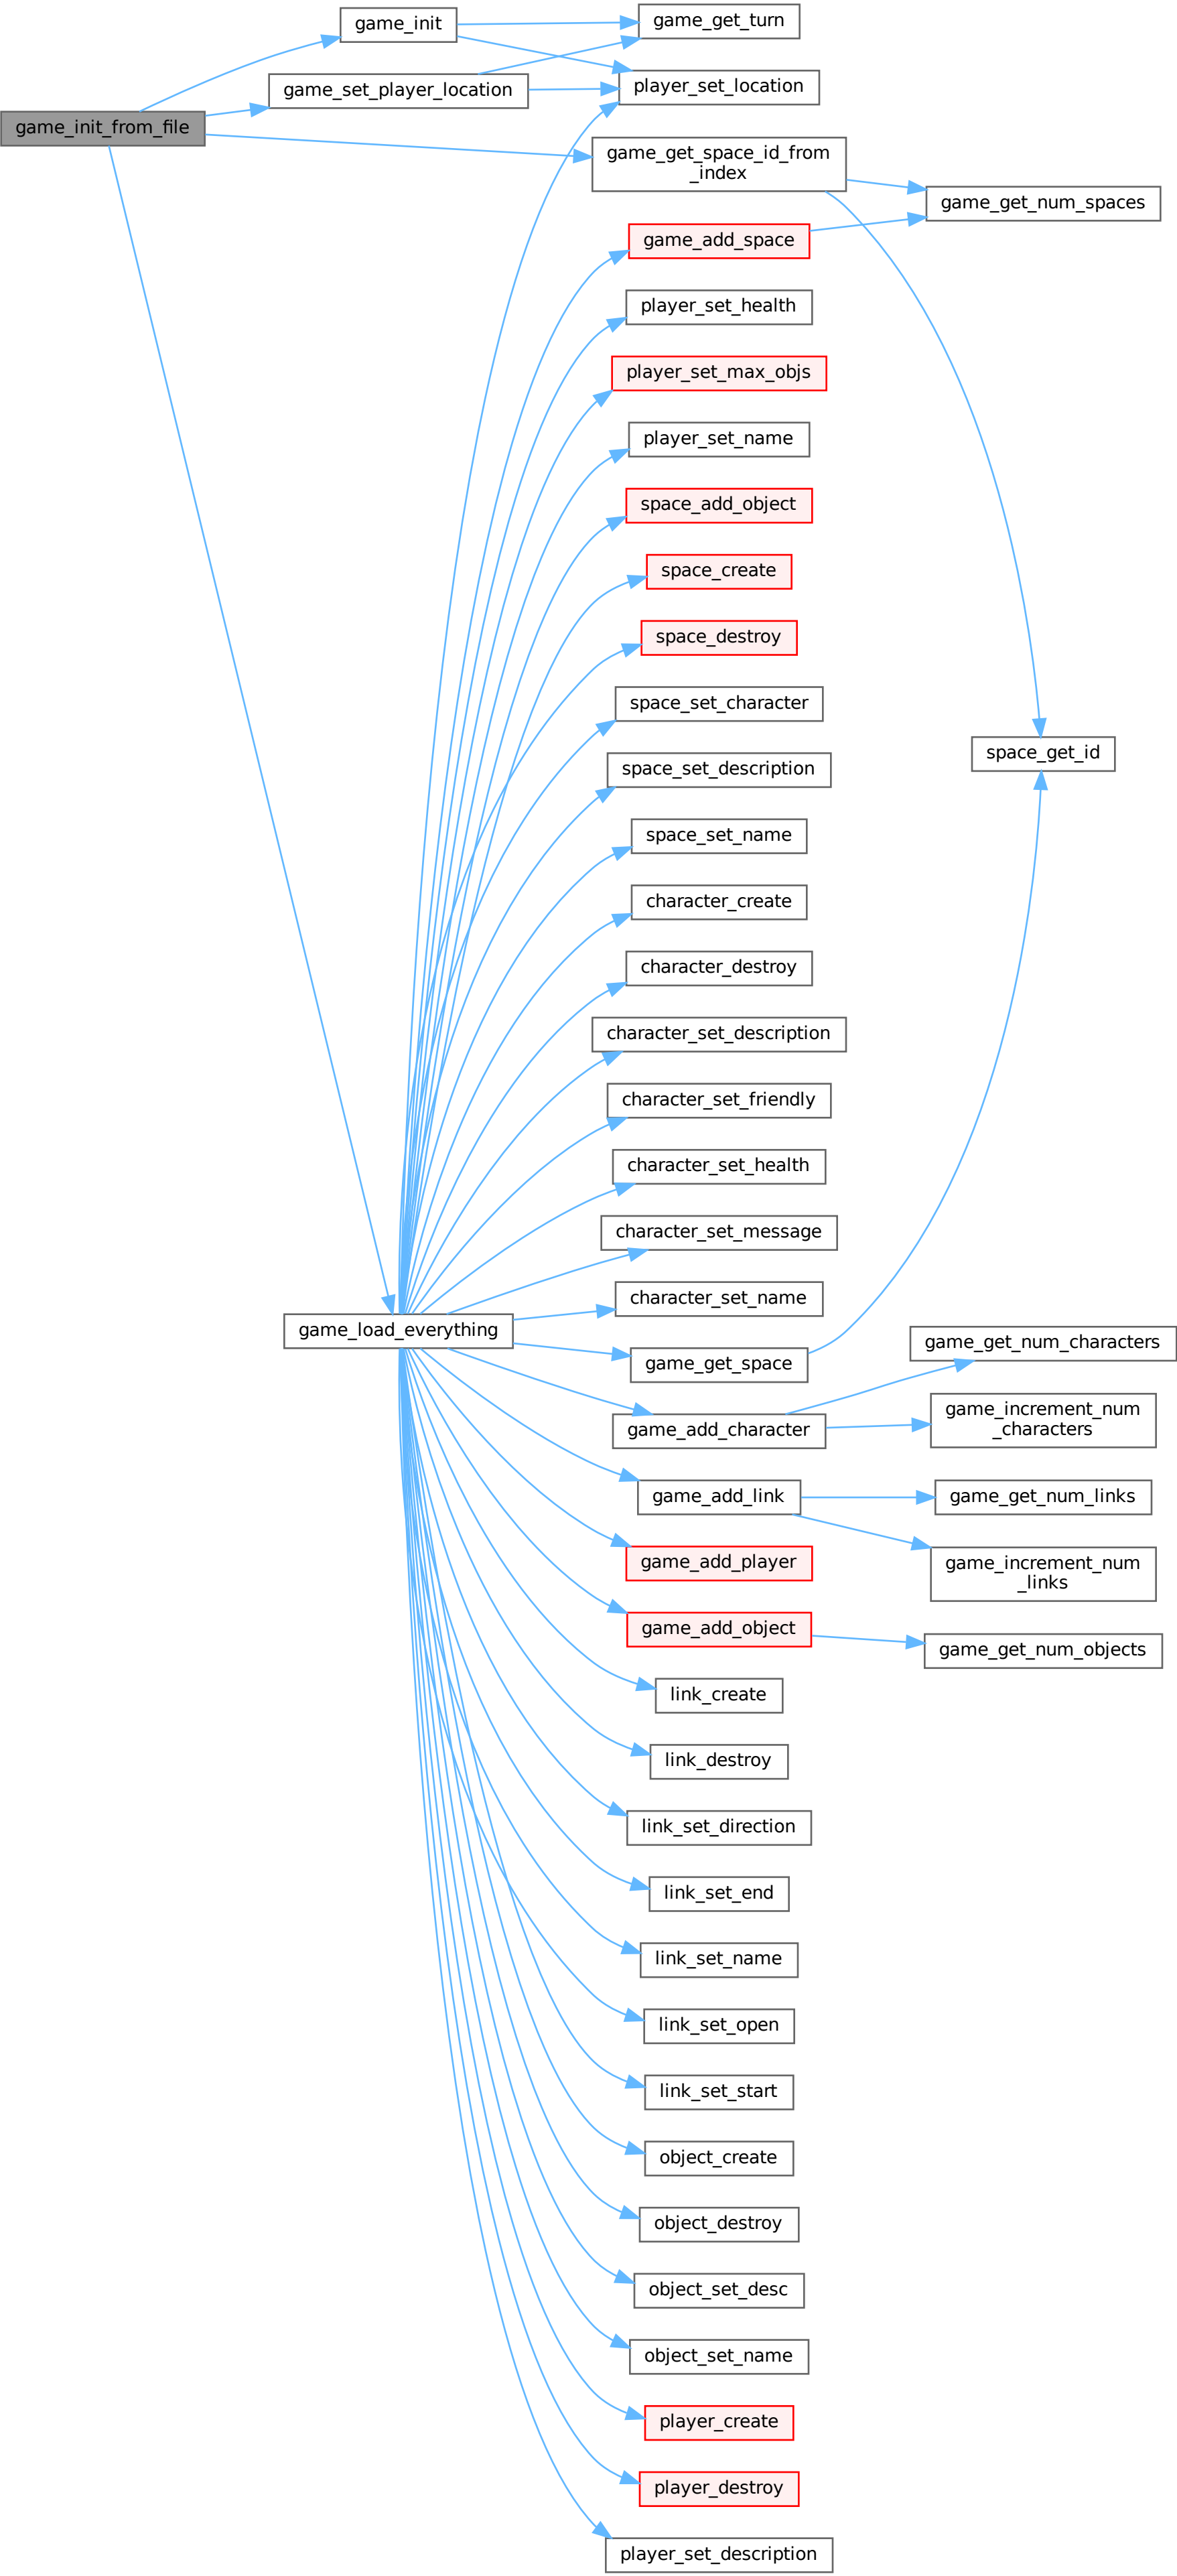 game_init_from_file
game_init
game_set_player_location
game_get_turn
player_set_location
game_get_space_id_from
_index
game_get_num_spaces
game_add_space
player_set_health
player_set_max_objs
player_set_name
space_add_object
space_create
space_destroy
space_set_character
space_get_id
space_set_description
space_set_name
character_create
character_destroy
character_set_description
character_set_friendly
character_set_health
character_set_message
character_set_name
game_load_everything
game_get_space
game_get_num_characters
game_add_character
game_increment_num
_characters
game_add_link
game_get_num_links
game_increment_num
_links
game_add_player
game_add_object
game_get_num_objects
link_create
link_destroy
link_set_direction
link_set_end
link_set_name
link_set_open
link_set_start
object_create
object_destroy
object_set_desc
object_set_name
player_create
player_destroy
player_set_description